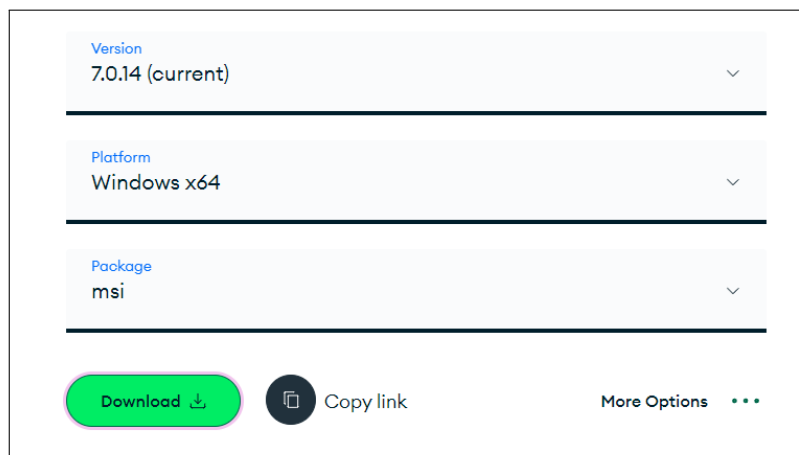 Version
7.0.14 (current)
Platform
Windows x64
Package
msi
Download
Copy link
More Options